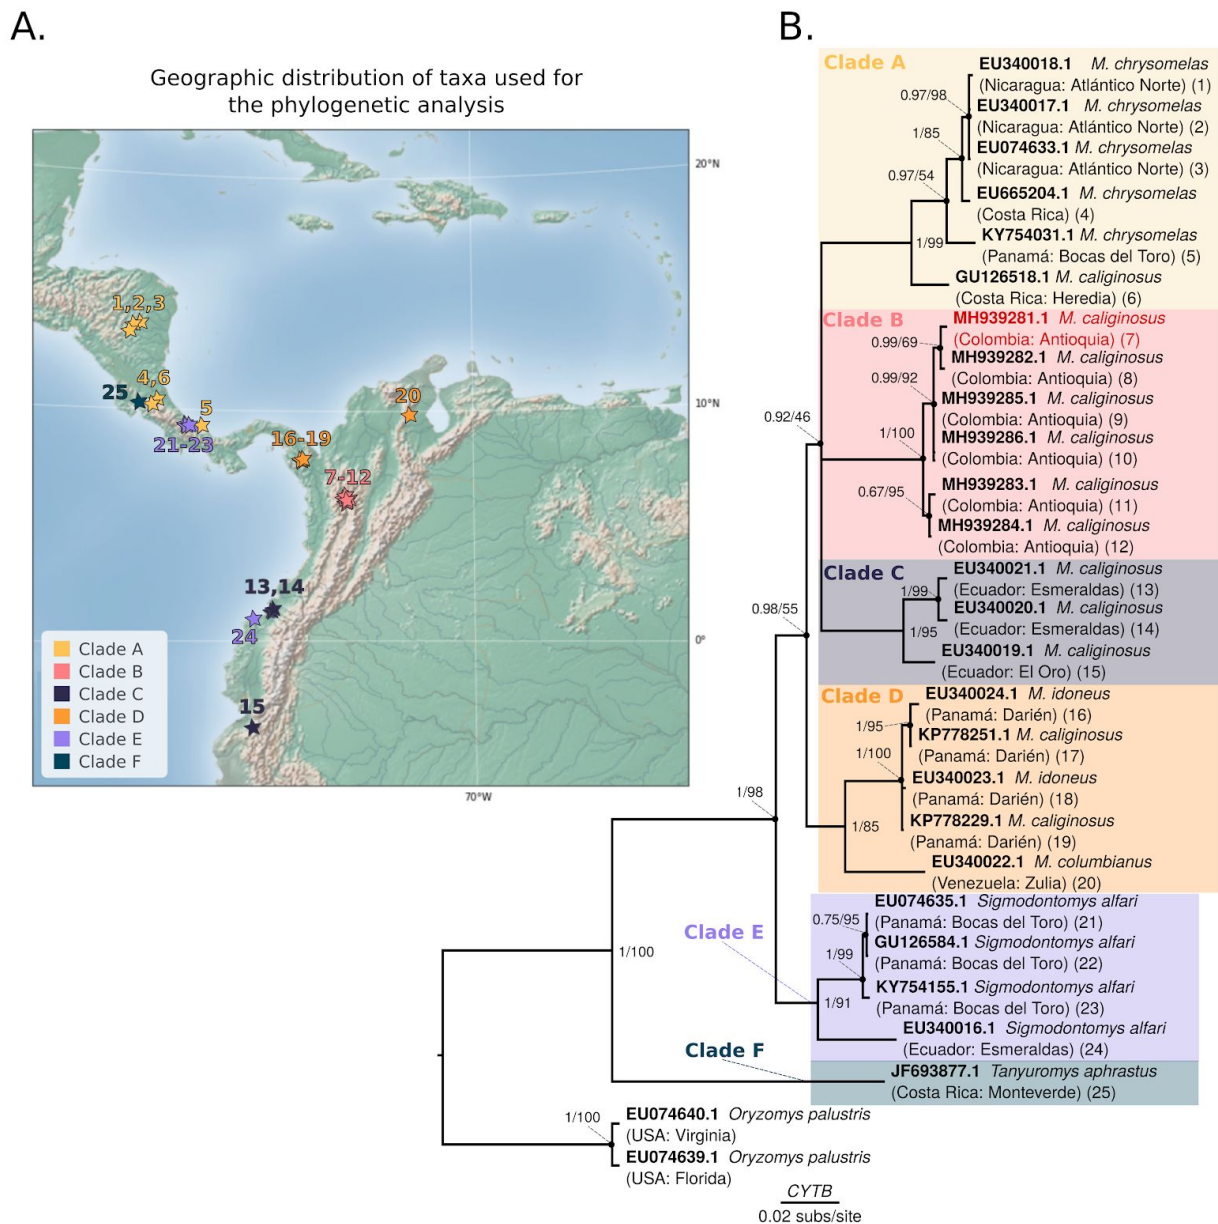 A.
Geographic distribution of taxa used for
the phylogenetic analysis
20°N
10°N
0°
70°W
1,2,3
4,6
25
5
21-23
16-19
20
7-12
13,14
24
15
Clade A
Clade B
Clade C
Clade D
Clade E
Clade F
B.
Clade A
EU340018.1 M. chrysomelas
(Nicaragua: Atlántico Norte) (1)
0.97/98
EU340017.1 M. chrysomelas
(Nicaragua: Atlántico Norte) (2)
1/85
EU074633.1 M. chrysomelas
(Nicaragua: Atlántico Norte) (3)
0.97/54
EU665204.1 M. chrysomelas
(Costa Rica) (4)
KY754031.1 M. chrysomelas
1/99
(Panamá: Bocas del Toro) (5)
GU126518.1 M. caliginosus
(Costa Rica: Heredia) (6)
Clade B
MH939281.1 M. caliginosus
0.99/69
(Colombia: Antioquia) (7)
MH939282.1 M. caliginosus
0.99/92
(Colombia: Antioquia) (8)
MH939285.1 M. caliginosus
0.92/46
(Colombia: Antioquia) (9)
1/100
MH939286.1 M. caliginosus
(Colombia: Antioquia) (10)
0.67/95
MH939283.1 M. caliginosus
(Colombia: Antioquia) (11)
MH939284.1 M. caliginosus
(Colombia: Antioquia) (12)
Clade C
EU340021.1 M. caliginosus
1/99
(Ecuador: Esmeraldas) (13)
0.98/55
EU340020.1 M. caliginosus
1/95
(Ecuador: Esmeraldas) (14)
EU340019.1 M. caliginosus
(Ecuador: El Oro) (15)
Clade D
EU340024.1 M. idoneus
(Panamá: Darién) (16)
1/95
KP778251.1 M. caliginosus
1/100
(Panamá: Darién) (17)
EU340023.1 M. idoneus
1/98
(Panamá: Darién) (18)
1/85
KP778229.1 M. caliginosus
(Panamá: Darién) (19)
EU340022.1 M. columbianus
(Venezuela: Zulia) (20)
EU074635.1 Sigmodontomys alfari
0.75/95
(Panamá: Bocas del Toro) (21)
Clade E
GU126584.1 Sigmodontomys alfari
1/99
(Panamá: Bocas del Toro) (22)
1/100
KY754155.1 Sigmodontomys alfari
1/91
(Panamá: Bocas del Toro) (23)
EU340016.1 Sigmodontomys alfari
(Ecuador: Esmeraldas) (24)
Clade F
JF693877.1 Tanyuromys aphrastus
(Costa Rica: Monteverde) (25)
1/100
EU074640.1 Oryzomys palustris
(USA: Virginia)
EU074639.1 Oryzomys palustris
(USA: Florida)
CYTB
0.02 subs/site